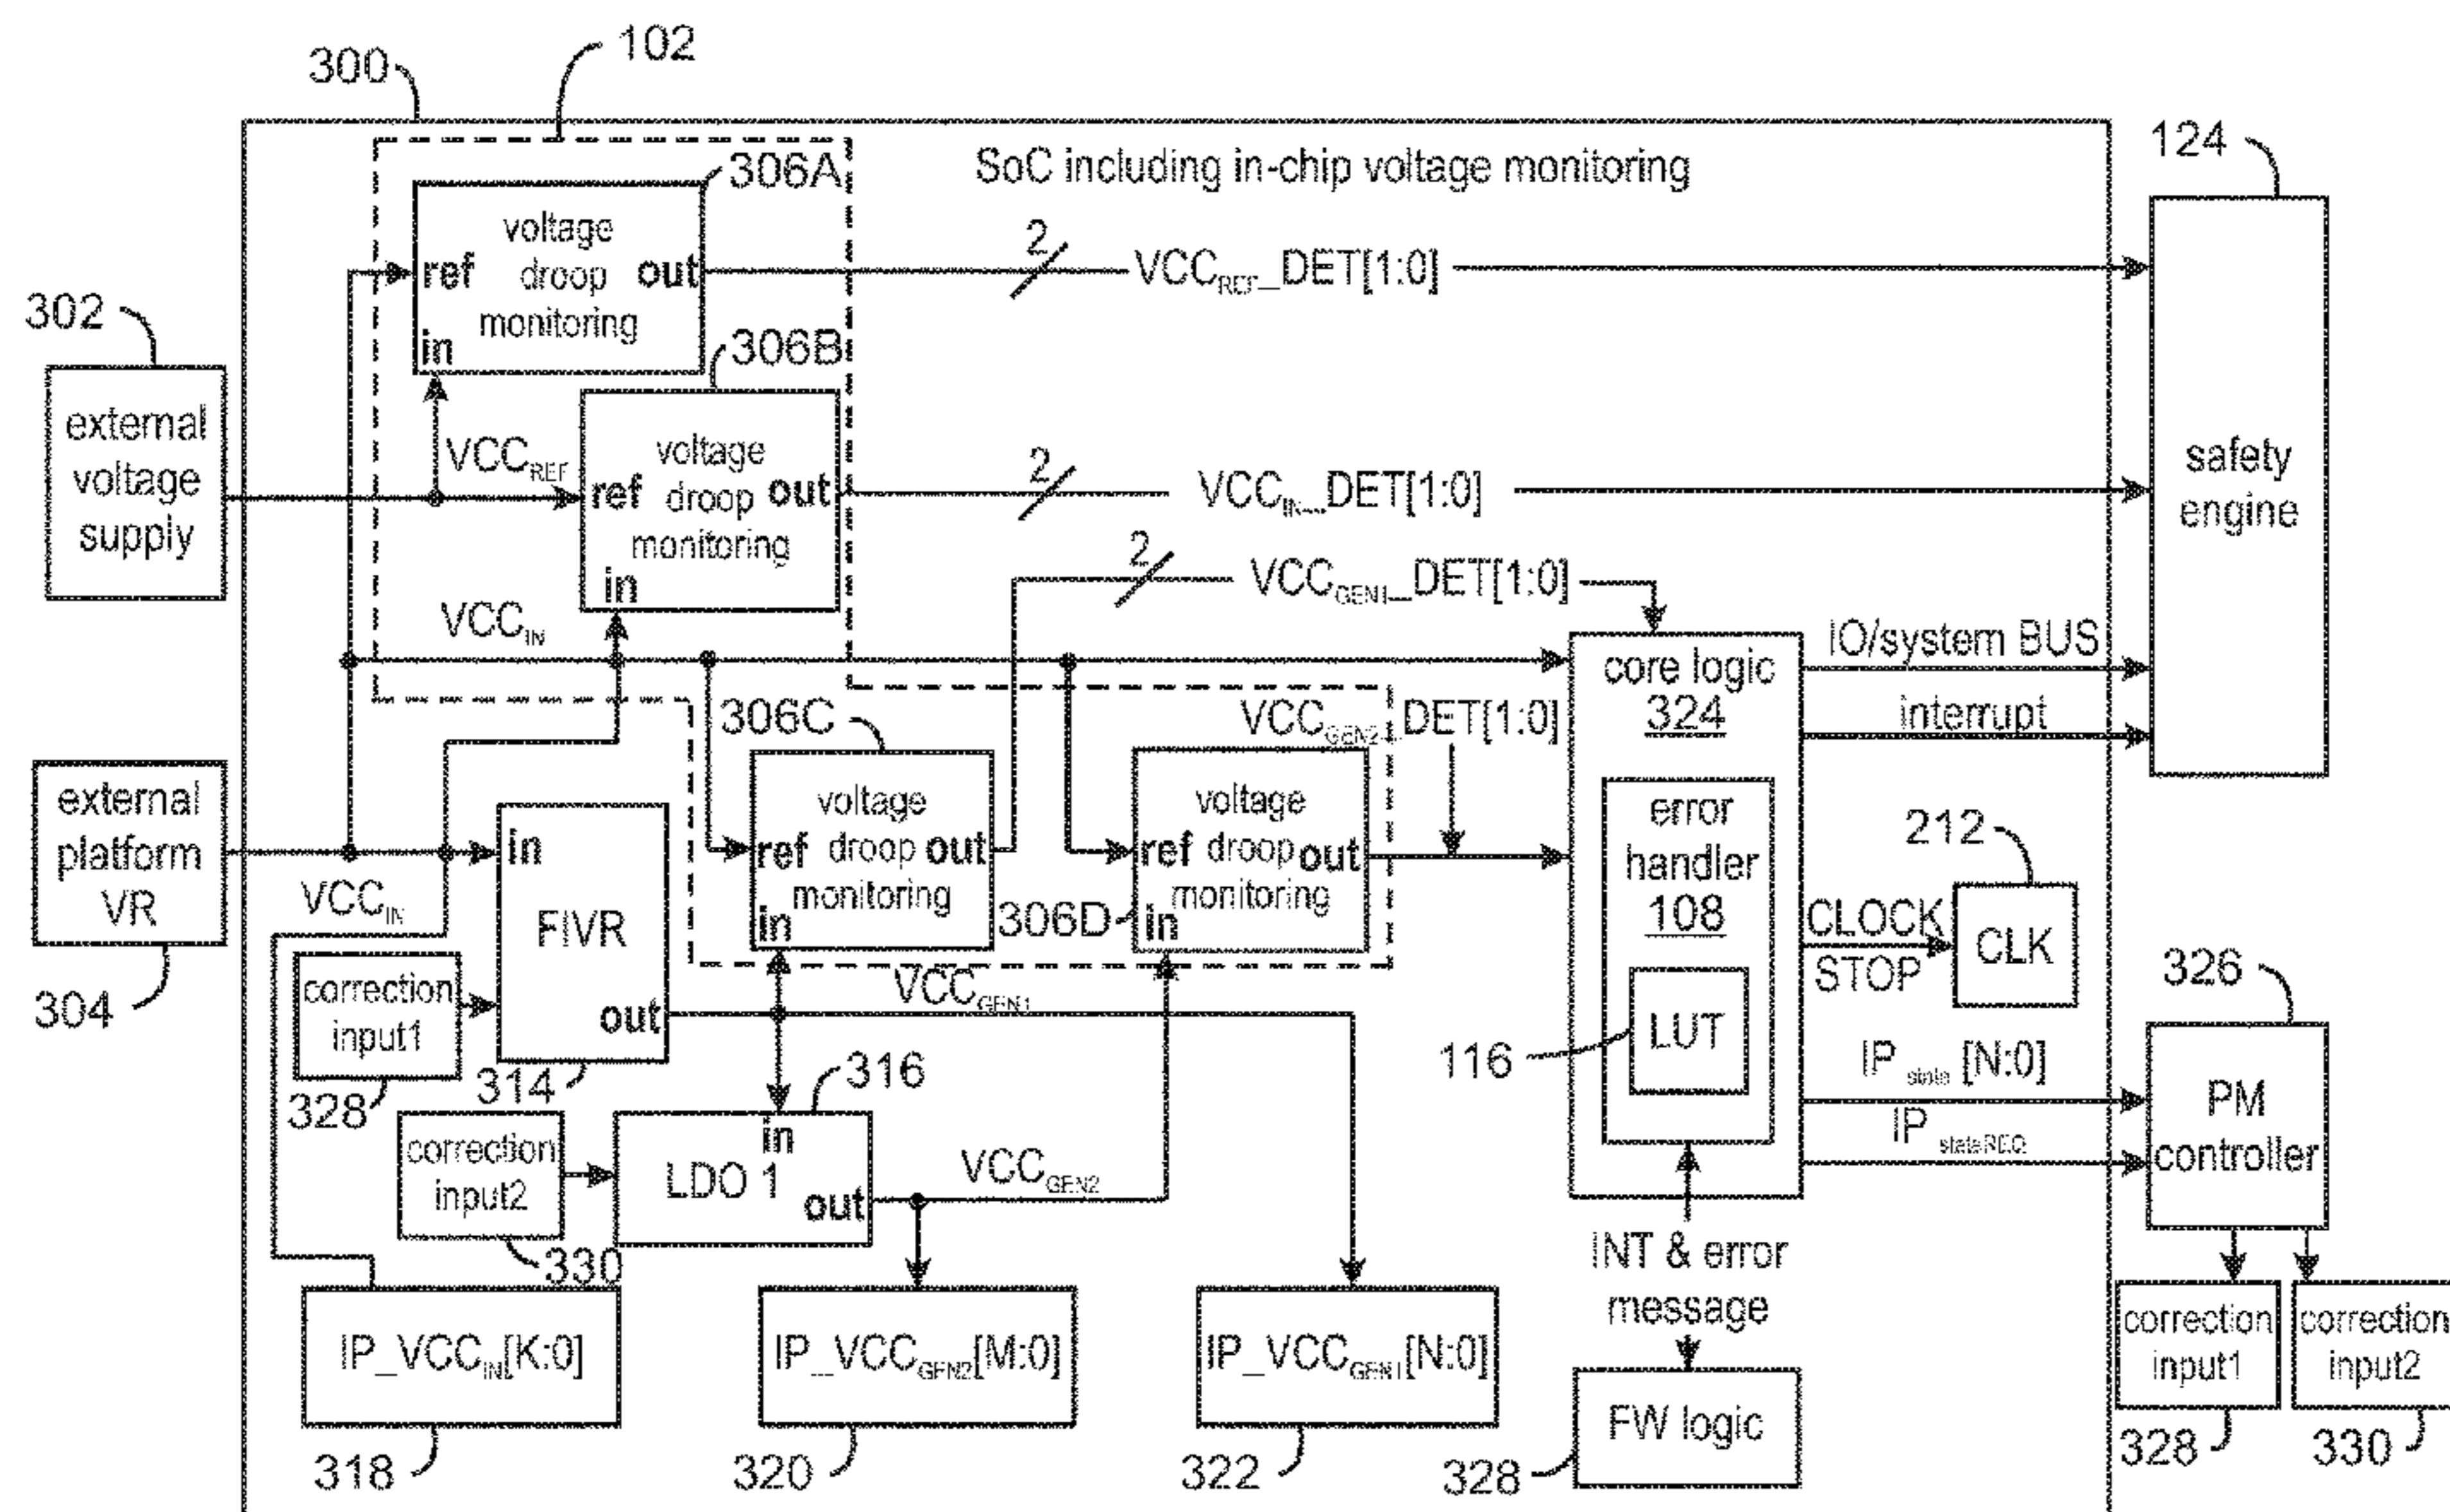 102
300
SoC including in-chip voltage monitoring
124
306A
voltage
droop
monitoring
ref
out
in
2
VCC_REF_DET[1:0]
302
external
voltage
supply
306B
VCC_REF
voltage
droop
monitoring
ref
out
in
2
VCC_IN_DET[1:0]
safety
engine
2
VCC_GEN1_DET[1:0]
VCC_IN
IO/system BUS
interrupt
core logic
324
306C
VCC_GEN2_DET[1:0]
external
platform
VR
304
VCC_IN
in
FIVR
out
314
voltage
droop
monitoring
ref
out
in
voltage
droop
monitoring
ref
out
in
306D
error
handler
108
LUT
116
212
CLOCK
STOP
CLK
correction
input1
328
VCC_GEN1
316
326
IP_state [N:0]
IP_stateREQ
PM
controller
correction
input2
330
in
LDO 1
out
VCC_GEN2
INT & error
message
IP_VCC_IN[K:0]
318
IP_VCC_GEN2[M:0]
320
IP_VCC_GEN1[N:0]
322
FW logic
328
correction
input1
328
correction
input2
330